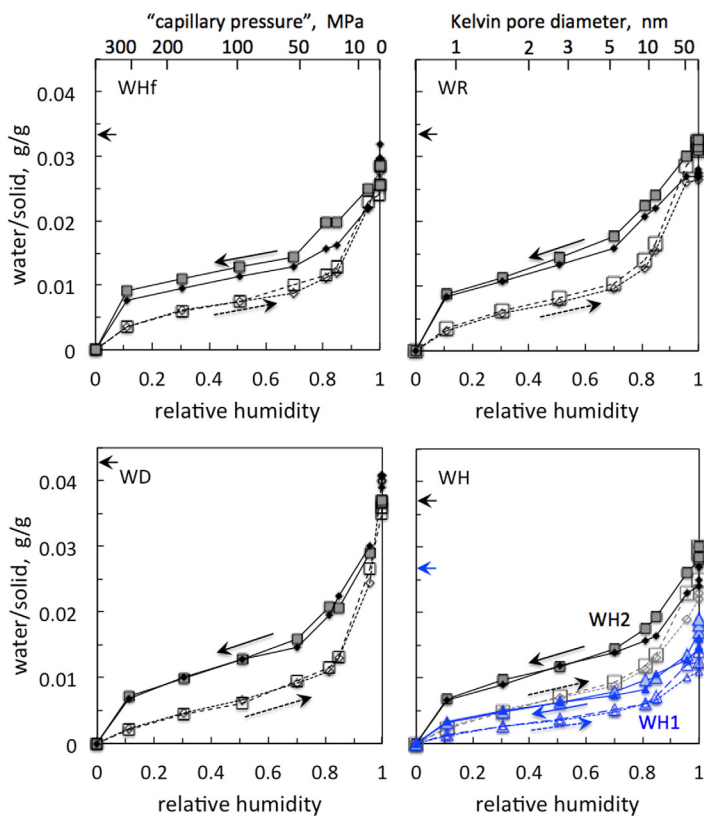 “capillary pressure”, MPa
Kelvin pore diameter, nm
300 200 100 50 10 0
1 2 3 5 10 50
WHf
WR
0.04
0.03
0.02
0.01
0
water/solid, g/g
0 0.2 0.4 0.6 0.8 1
0 0.2 0.4 0.6 0.8 1
relative humidity
relative humidity
WD
WH
0.04
0.03
0.02
0.01
0
water/solid, g/g
WH2
WH1
0 0.2 0.4 0.6 0.8 1
0 0.2 0.4 0.6 0.8 1
relative humidity
relative humidity